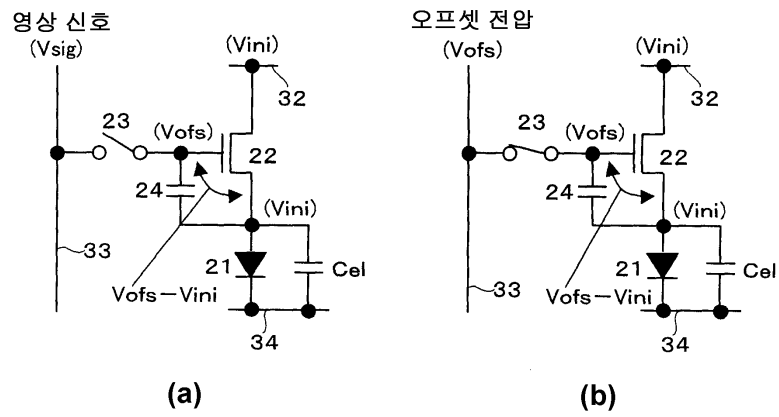 영상 신호
(Vsig)
(Vini)
32
23
(Vofs)
22
24
(Vini)
33
21
Cel
Vofs−Vini
34
(a)
오프셋 전압
(Vofs)
(Vini)
32
23
(Vofs)
22
24
(Vini)
21
Cel
33
Vofs−Vini
34
(b)